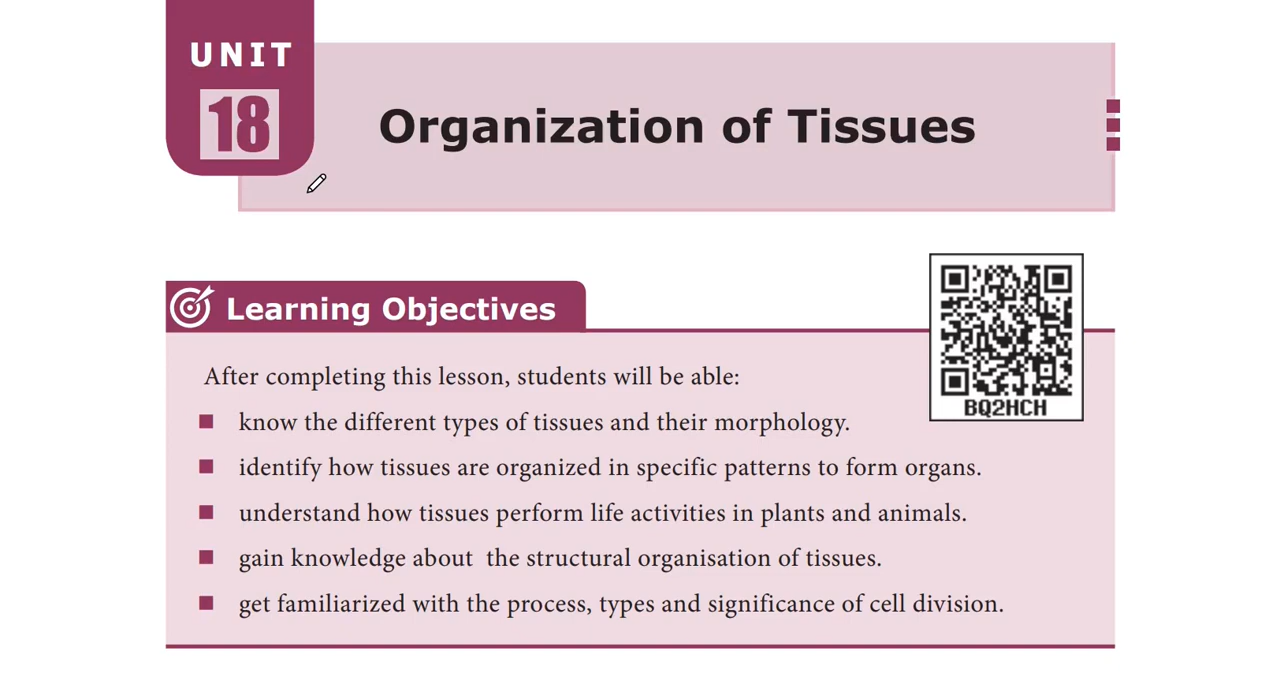 UNIT
18
Organization of Tissues
Learning Objectives
BQ2HCH
After completing this lesson, students will be able:
know the different types of tissues and their morphology.
identify how tissues are organized in specific patterns to form organs.
understand how tissues perform life activities in plants and animals.
gain knowledge about the structural organisation of tissues.
get familiarized with the process, types and significance of cell division.